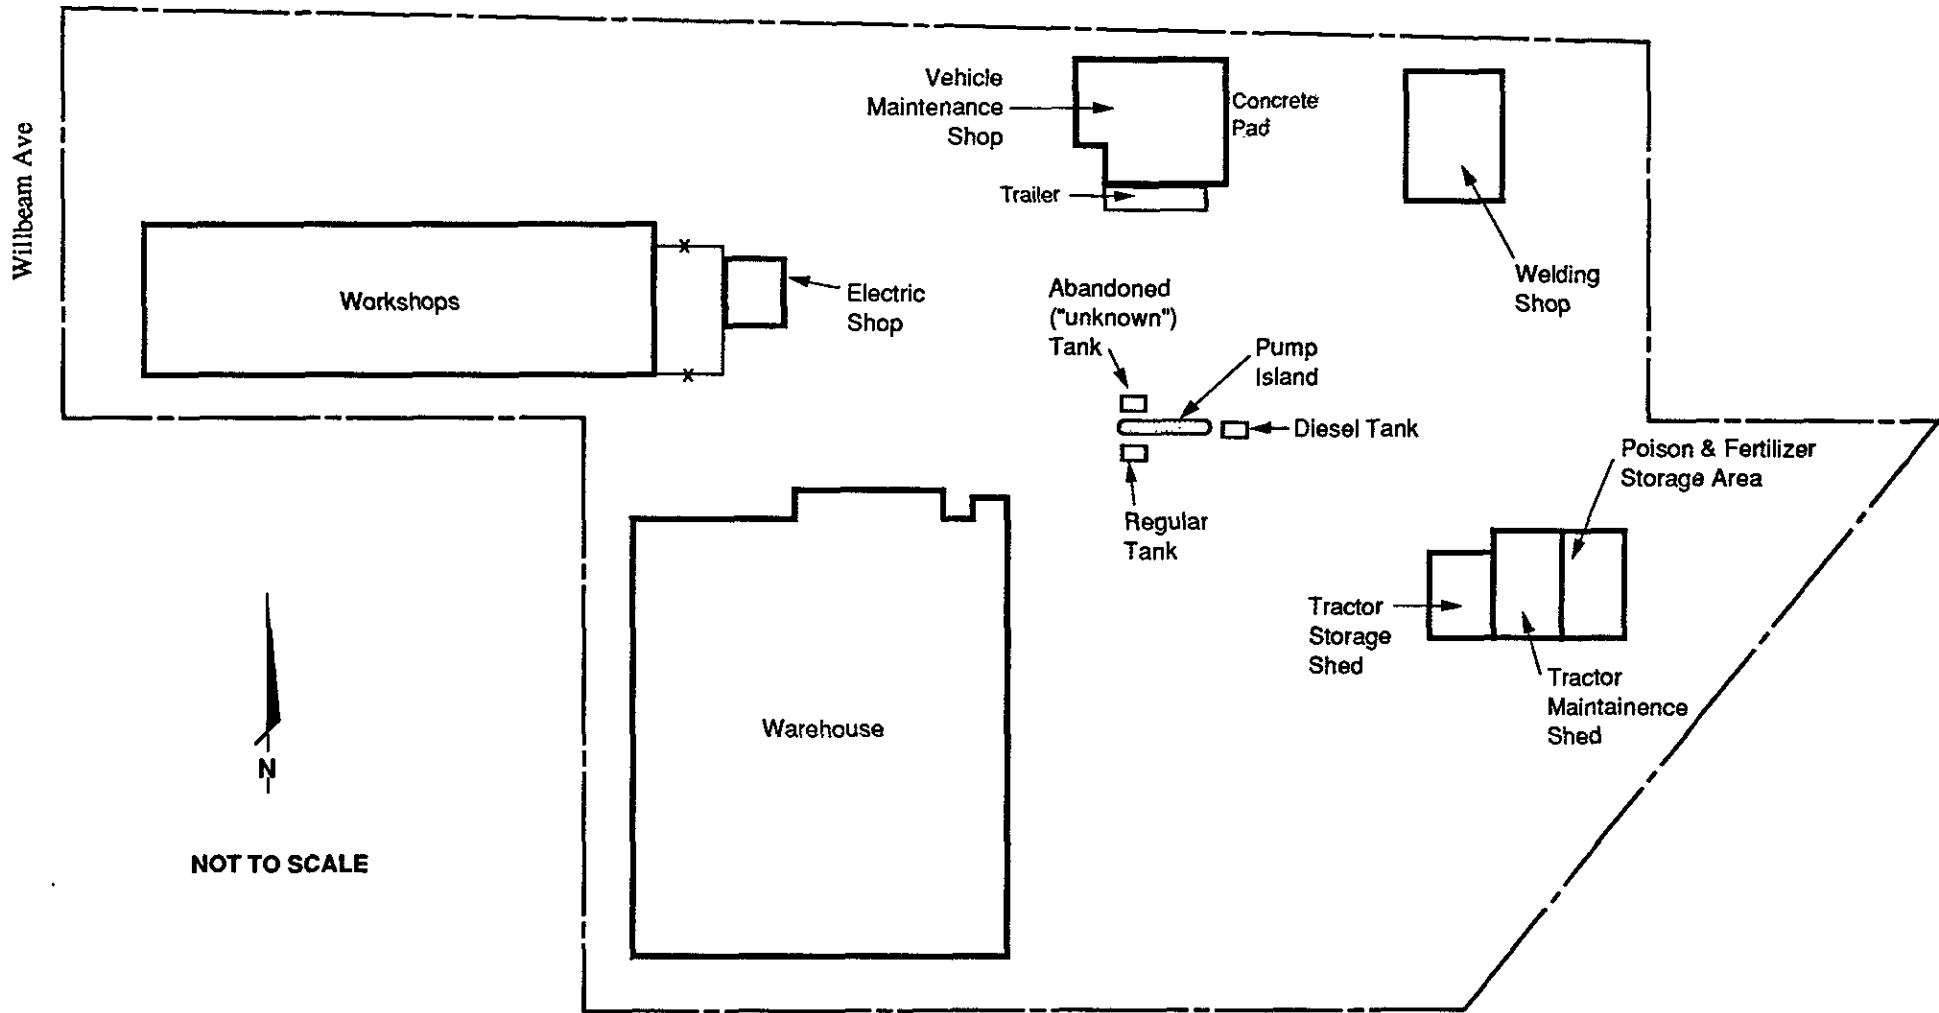 Willbeam Ave
Vehicle
Maintenance
Shop
Concrete
Pad
Trailer
Welding
Shop
Workshops
Electric
Shop
Abandoned
("unknown")
Tank
Pump
Island
Diesel Tank
Regular
Tank
Poison & Fertilizer
Storage Area
Tractor
Storage
Shed
Tractor
Maintainence
Shed
Warehouse
N
NOT TO SCALE